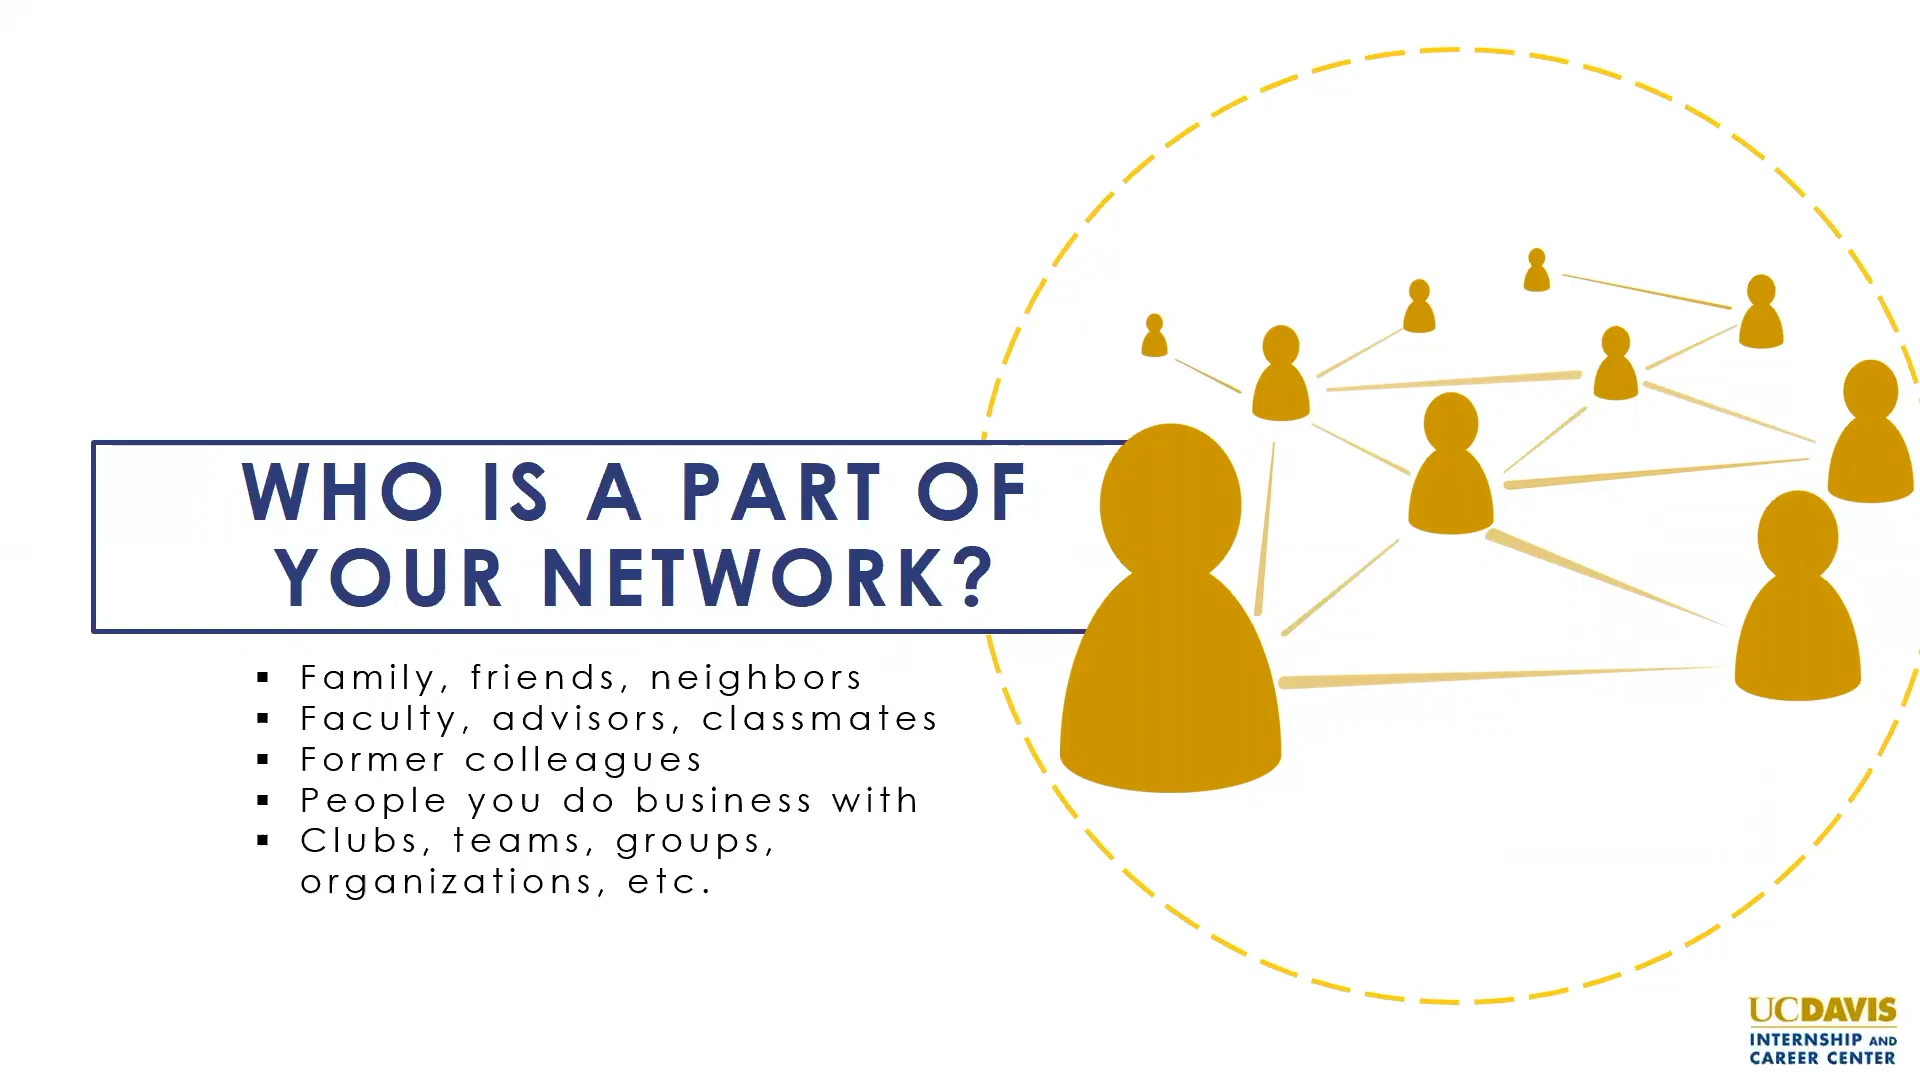 WHO IS A PART OF
YOUR NETWORK?
▪ Family, friends, neighbors
▪ Faculty, advisors, classmates
▪ Former colleagues
▪ People you do business with
▪ Clubs, teams, groups,
organizations, etc.
UCDAVIS
INTERNSHIP AND
CAREER CENTER